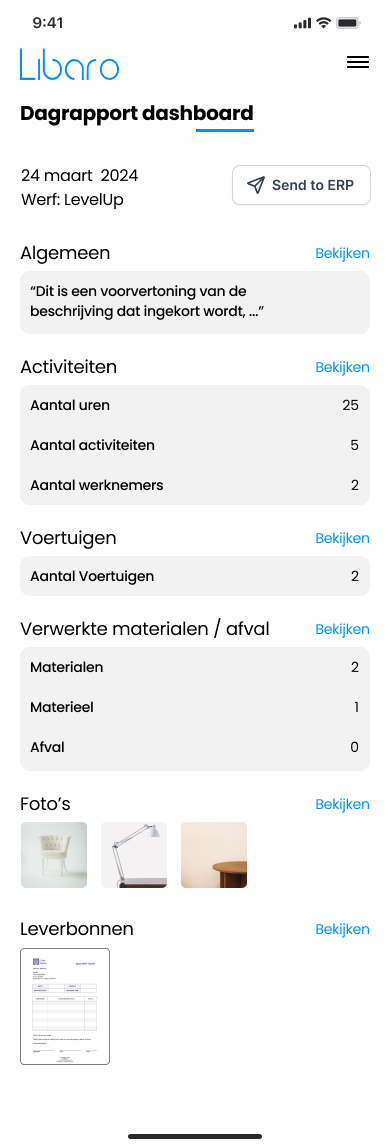 9:41
Libaro
Dagrapport dashboard
24 maart 2024
Send to ERP
Werf: LevelUp
Algemeen
Bekijken
“Dit is een voorvertoning van de
beschrijving dat ingekort wordt, ...”
Activiteiten
Bekijken
Aantal uren
25
Aantal activiteiten
5
Aantal werknemers
2
Voertuigen
Bekijken
Aantal Voertuigen
2
Verwerkte materialen / afval
Bekijken
Materialen
2
Materieel
1
Afval
0
Foto’s
Bekijken
Leverbonnen
Bekijken